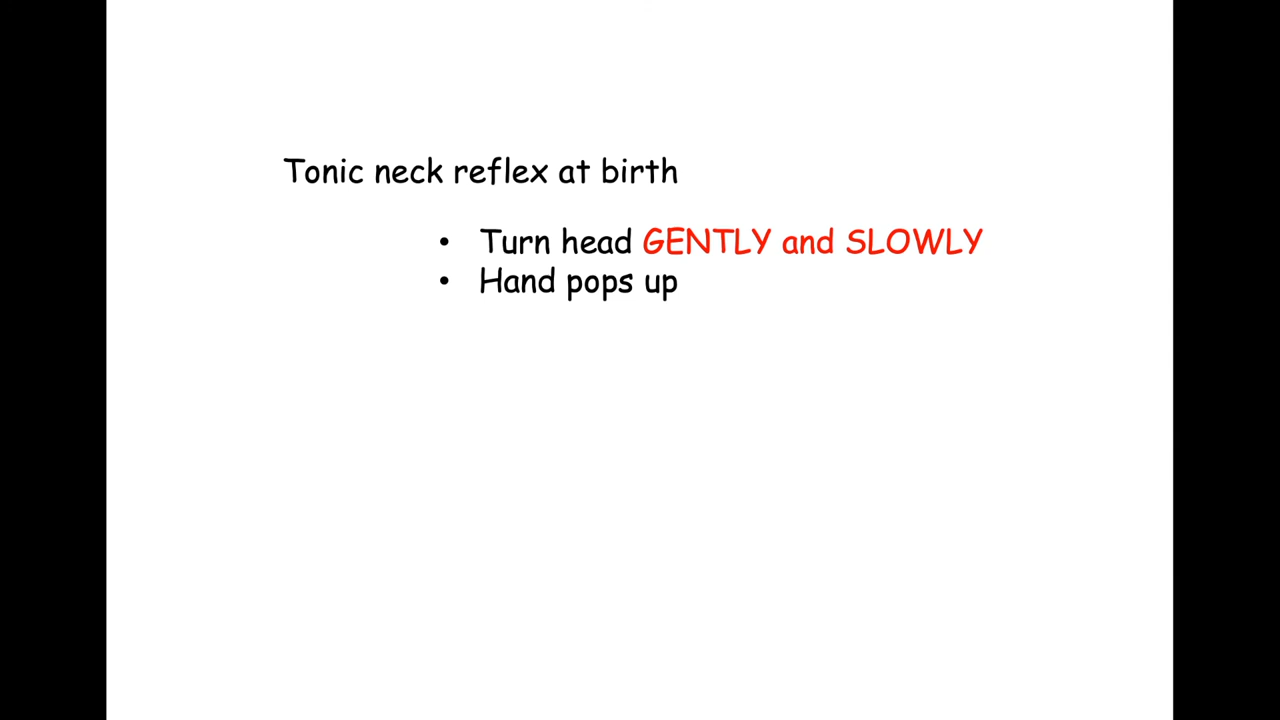 Tonic neck reflex at birth
• Turn head GENTLY and SLOWLY
• Hand pops up